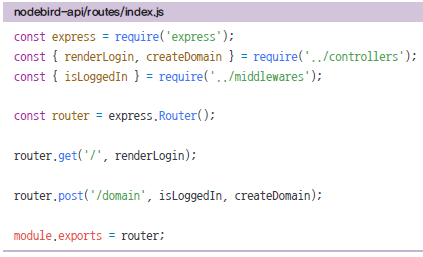 nodebird-api/routes/index.js
const express = require('express');
const { renderLogin, createDomain } = require('../controllers');
const { isLoggedIn } = require('../middlewares');
const router = express.Router();
router.get('/', renderLogin);
router.post('/domain', isLoggedIn, createDomain);
module.exports = router;